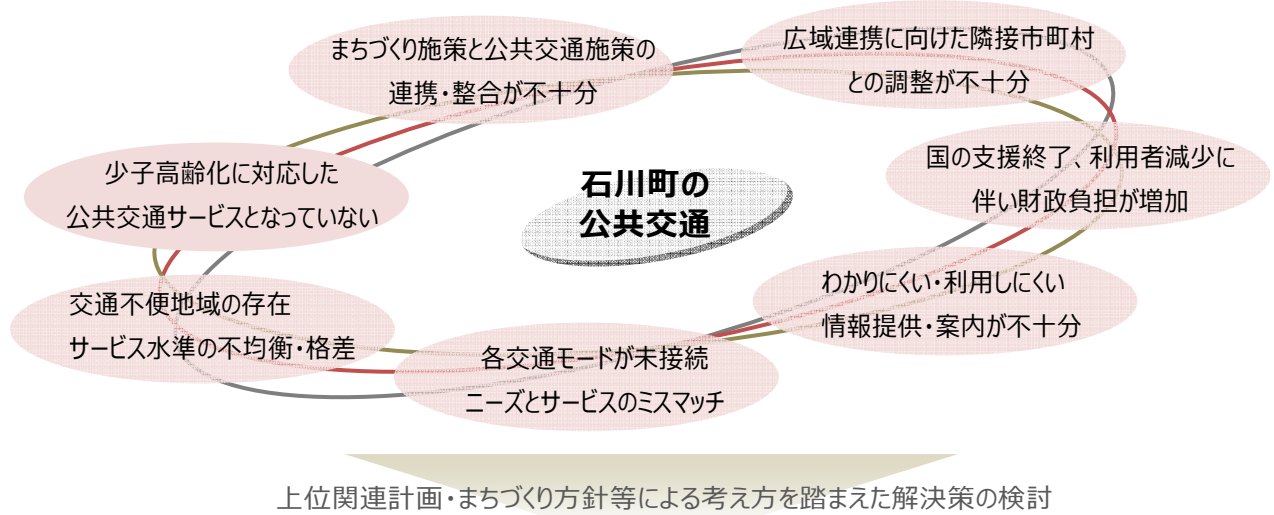 まちづくり施策と公共交通施策の
連携・整合が不十分
広域連携に向けた隣接市町村
との調整が不十分
少子高齢化に対応した
公共交通サービスとなっていない
石川町の
公共交通
国の支援終了、利用者減少に
伴い財政負担が増加
交通不便地域の存在
サービス水準の不均衡・格差
わかりにくい・利用しにくい
情報提供・案内が不十分
各交通モードが未接続
ニーズとサービスのミスマッチ
上位関連計画・まちづくり方針等による考え方を踏まえた解決策の検討